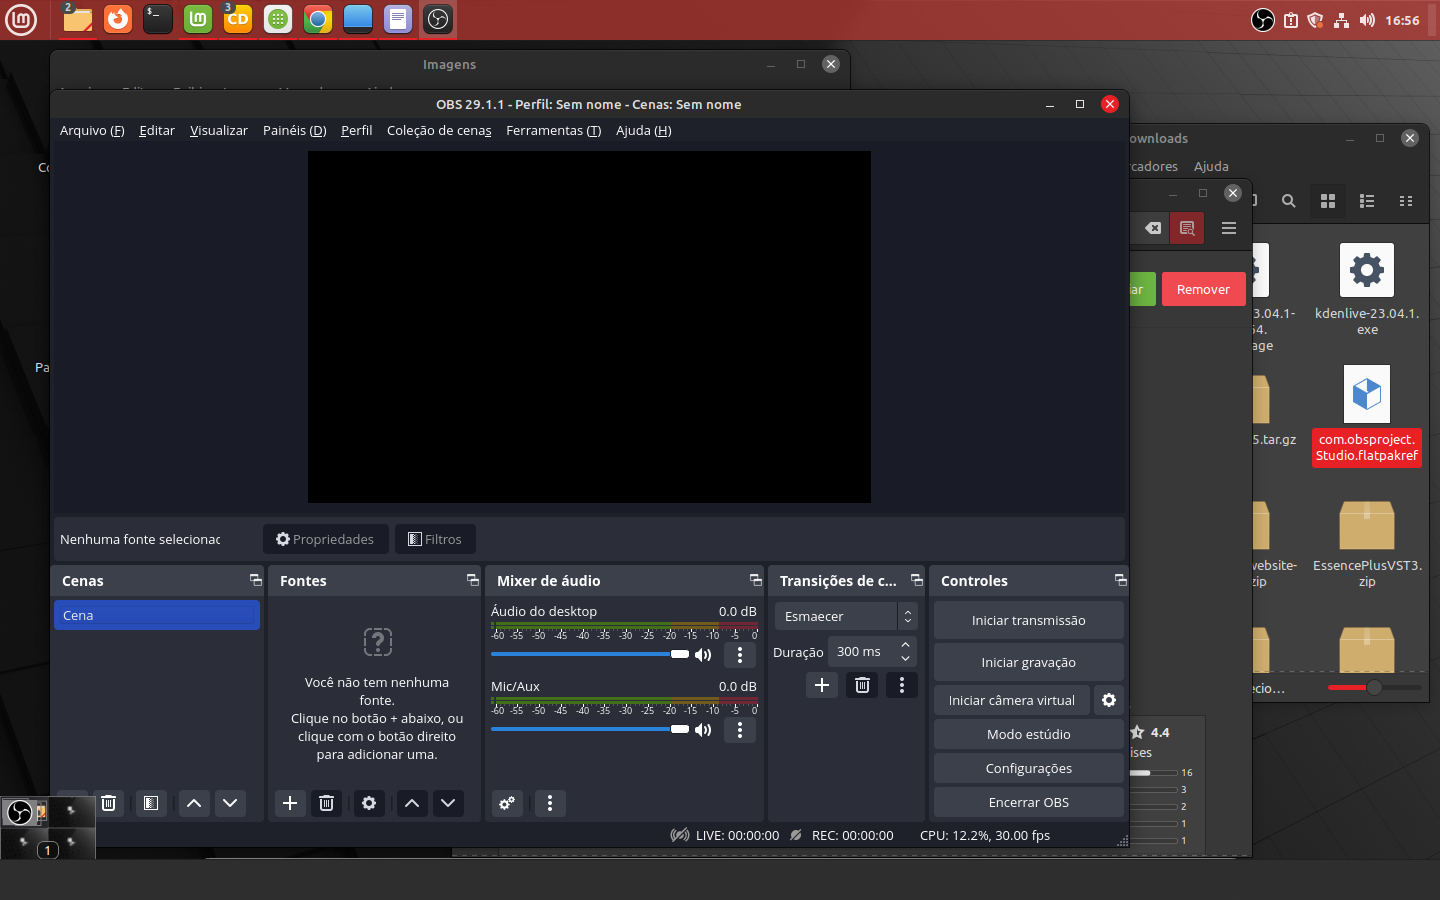 2
$_
3
CD
16:56
Imagens
OBS 29.1.1 - Perfil: Sem nome - Cenas: Sem nome
Arquivo (F) Editar Visualizar Painéis (D) Perfil Coleção de cenas Ferramentas (T) Ajuda (H)
ownloads
rcadores Ajuda
Co
Pa
ar Remover
3.04.1-
64.
age
kdenlive-23.04.1.
exe
5.tar.gz
com.obsproject.
Studio.flatpakref
website-
zip
EssencePlusVST3.
zip
ecio...
Nenhuma fonte selecionac
Propriedades
Filtros
Cenas
Cena
Fontes
Você não tem nenhuma
fonte.
Clique no botão + abaixo, ou
clique com o botão direito
para adicionar uma.
Mixer de áudio
Áudio do desktop 0.0 dB
-60 -55 -50 -45 -40 -35 -30 -25 -20 -15 -10 -5 0
Mic/Aux 0.0 dB
-60 -55 -50 -45 -40 -35 -30 -25 -20 -15 -10 -5 0
Transições de c...
Esmaecer
Duração 300 ms
Controles
Iniciar transmissão
Iniciar gravação
Iniciar câmera virtual
Modo estúdio
Configurações
Encerrar OBS
4.4
ises
16
3
2
1
1
LIVE: 00:00:00 REC: 00:00:00 CPU: 12.2%, 30.00 fps
1